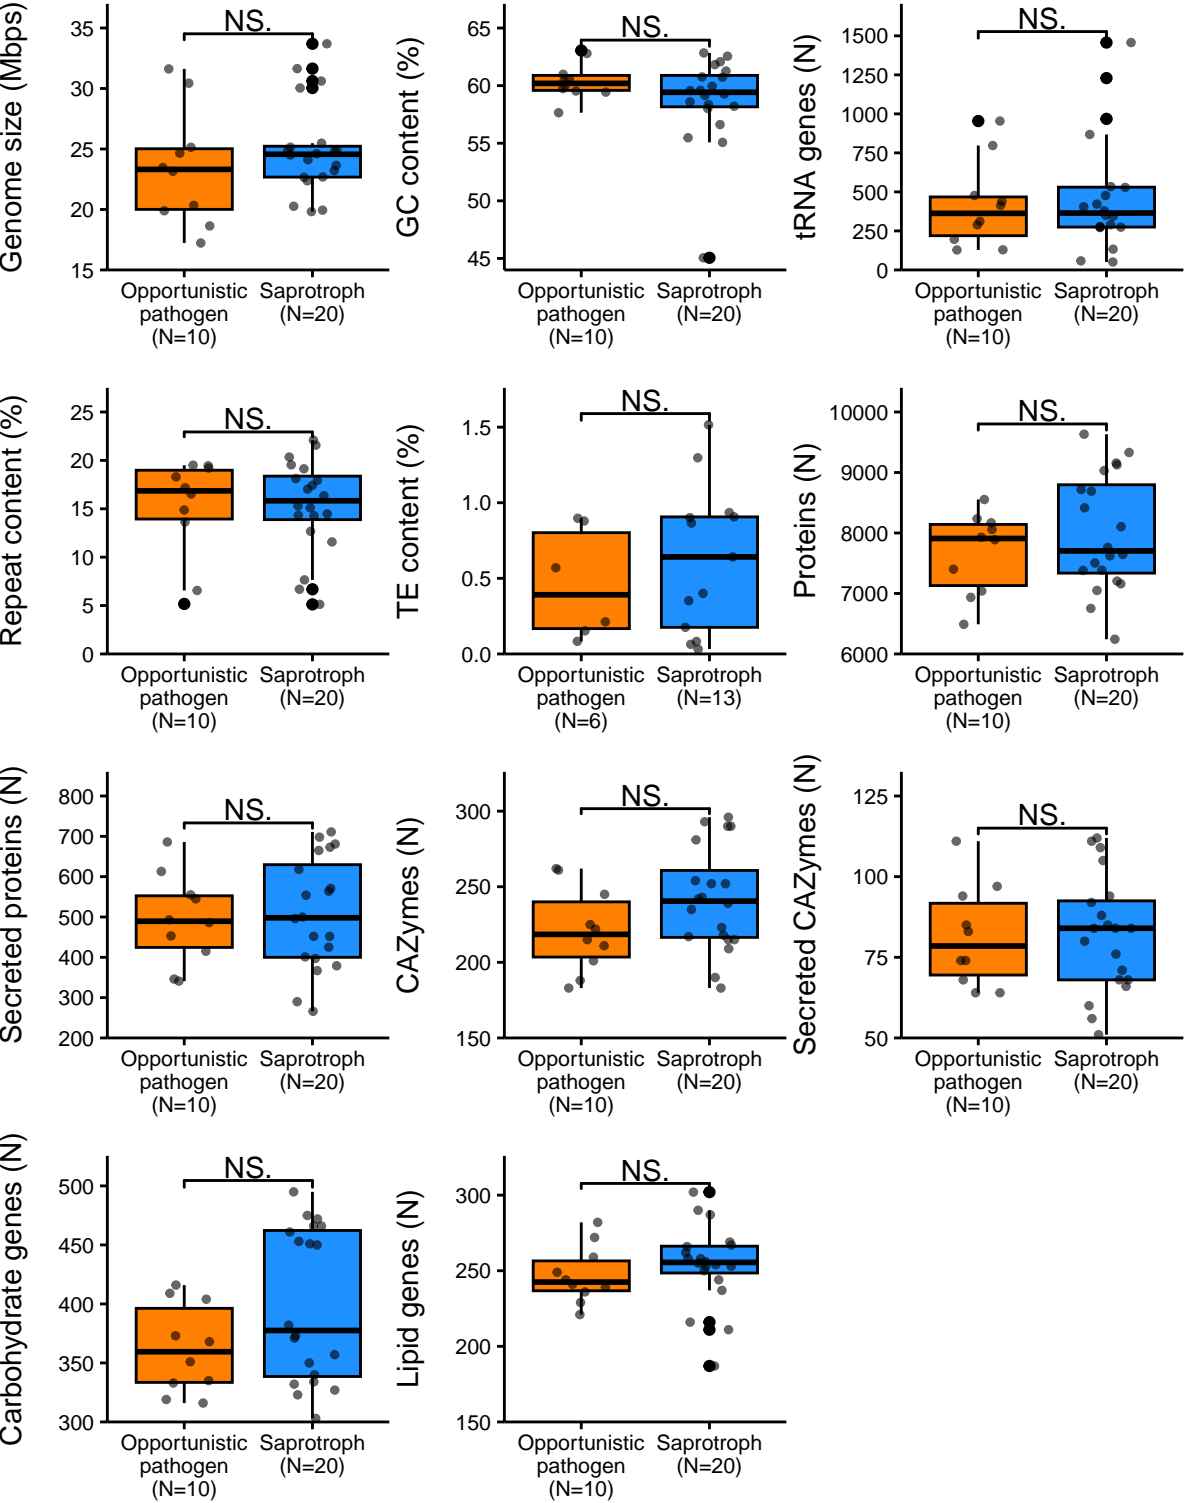 Genome size (Mbps)
35
30
25
20
15
NS.
Opportunistic
pathogen
(N=10)
Saprotroph
(N=20)
GC content (%)
65
60
55
50
45
NS.
Opportunistic
pathogen
(N=10)
Saprotroph
(N=20)
tRNA genes (N)
1500
1250
1000
750
500
250
0
NS.
Opportunistic
pathogen
(N=10)
Saprotroph
(N=20)
Repeat content (%)
25
20
15
10
5
0
NS.
Opportunistic
pathogen
(N=10)
Saprotroph
(N=20)
TE content (%)
1.5
1.0
0.5
0.0
NS.
Opportunistic
pathogen
(N=6)
Saprotroph
(N=13)
Proteins (N)
10000
9000
8000
7000
6000
NS.
Opportunistic
pathogen
(N=10)
Saprotroph
(N=20)
Secreted proteins (N)
800
700
600
500
400
300
200
NS.
Opportunistic
pathogen
(N=10)
Saprotroph
(N=20)
CAZymes (N)
300
250
200
150
NS.
Opportunistic
pathogen
(N=10)
Saprotroph
(N=20)
Secreted CAZymes (N)
125
100
75
50
NS.
Opportunistic
pathogen
(N=10)
Saprotroph
(N=20)
Carbohydrate genes (N)
500
450
400
350
300
NS.
Opportunistic
pathogen
(N=10)
Saprotroph
(N=20)
Lipid genes (N)
300
250
200
150
NS.
Opportunistic
pathogen
(N=10)
Saprotroph
(N=20)